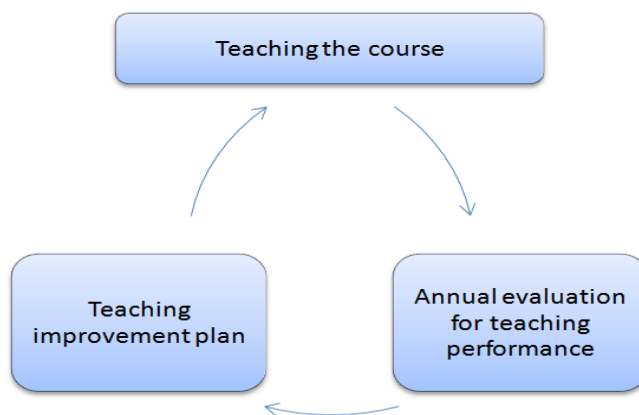 Teaching the course
Teaching
improvement plan
Annual evaluation
for teaching
performance